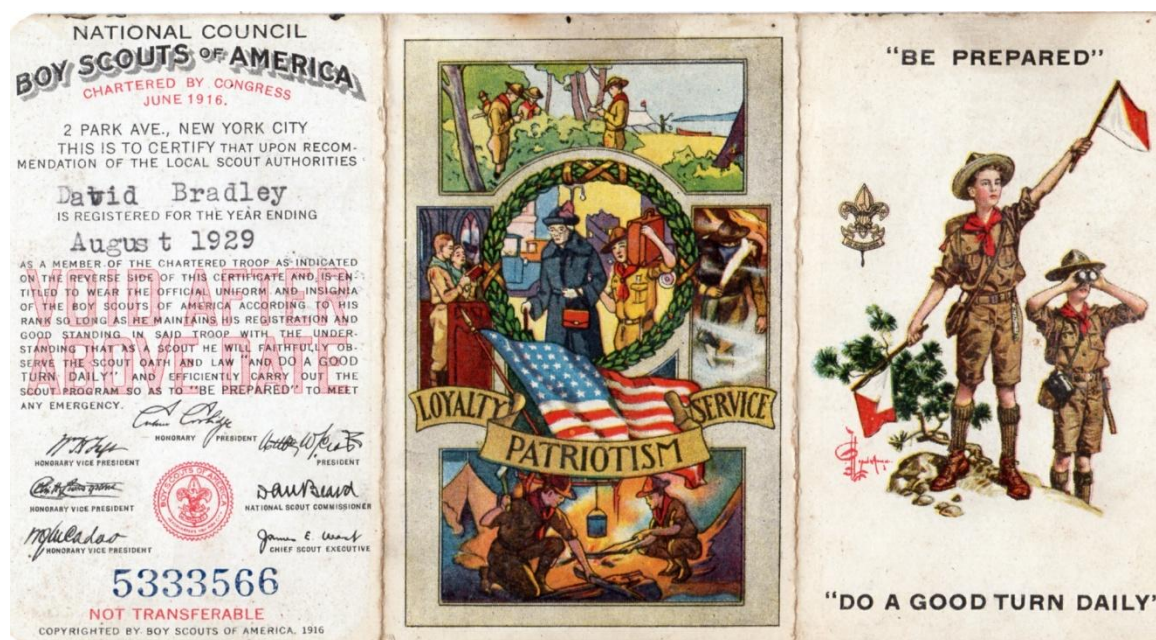 NATIONAL COUNCIL
BOY SCOUTS OF AMERICA
CHARTERED BY CONGRESS
JUNE 1916.
2 PARK AVE., NEW YORK CITY
THIS IS TO CERTIFY THAT UPON RECOM-
MENDATION OF THE LOCAL SCOUT AUTHORITIES
David Bradley
IS REGISTERED FOR THE YEAR ENDING
August 1929
AS A MEMBER OF THE CHARTERED TROOP AS INDICATED
ON THE REVERSE SIDE OF THIS CERTIFICATE AND IS EN-
TITLED TO WEAR THE OFFICIAL UNIFORM AND INSIGNIA
OF THE BOY SCOUTS OF AMERICA ACCORDING TO HIS
RANK SO LONG AS HE MAINTAINS HIS REGISTRATION AND
GOOD STANDING IN SAID TROOP WITH THE UNDER-
STANDING THAT AS A SCOUT HE WILL FAITHFULLY OB-
SERVE THE SCOUT OATH AND LAW "AND DO A GOOD
TURN DAILY" AND EFFICIENTLY CARRY OUT THE
SCOUT PROGRAM SO AS TO "BE PREPARED" TO MEET
ANY EMERGENCY.
VOID AFTER
ABOVE DATE
HONORARY PRESIDENT
HONORARY VICE PRESIDENT
PRESIDENT
HONORARY VICE PRESIDENT
Dan Beard
NATIONAL SCOUT COMMISSIONER
HONORARY VICE PRESIDENT
James E. West
CHIEF SCOUT EXECUTIVE
BOY SCOUTS OF AMERICA
5333566
NOT TRANSFERABLE
COPYRIGHTED BY BOY SCOUTS OF AMERICA, 1916
LOYALTY
SERVICE
PATRIOTISM
"BE PREPARED"
"DO A GOOD TURN DAILY"